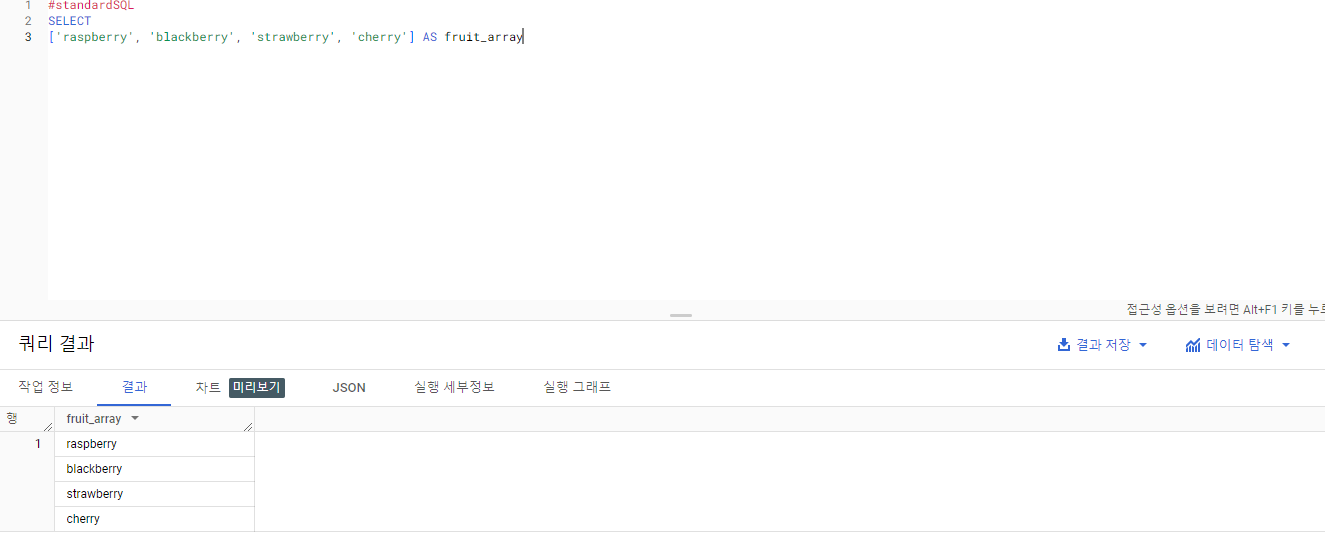 1 #standardSQL
2 SELECT
3 ['raspberry', 'blackberry', 'strawberry', 'cherry'] AS fruit_array
접근성 옵션을 보려면 Alt+F1 키를 누르
쿼리 결과
결과 저장
데이터 탐색
작업 정보 결과 차트 미리보기 JSON 실행 세부정보 실행 그래프
행 fruit_array
1 raspberry
blackberry
strawberry
cherry